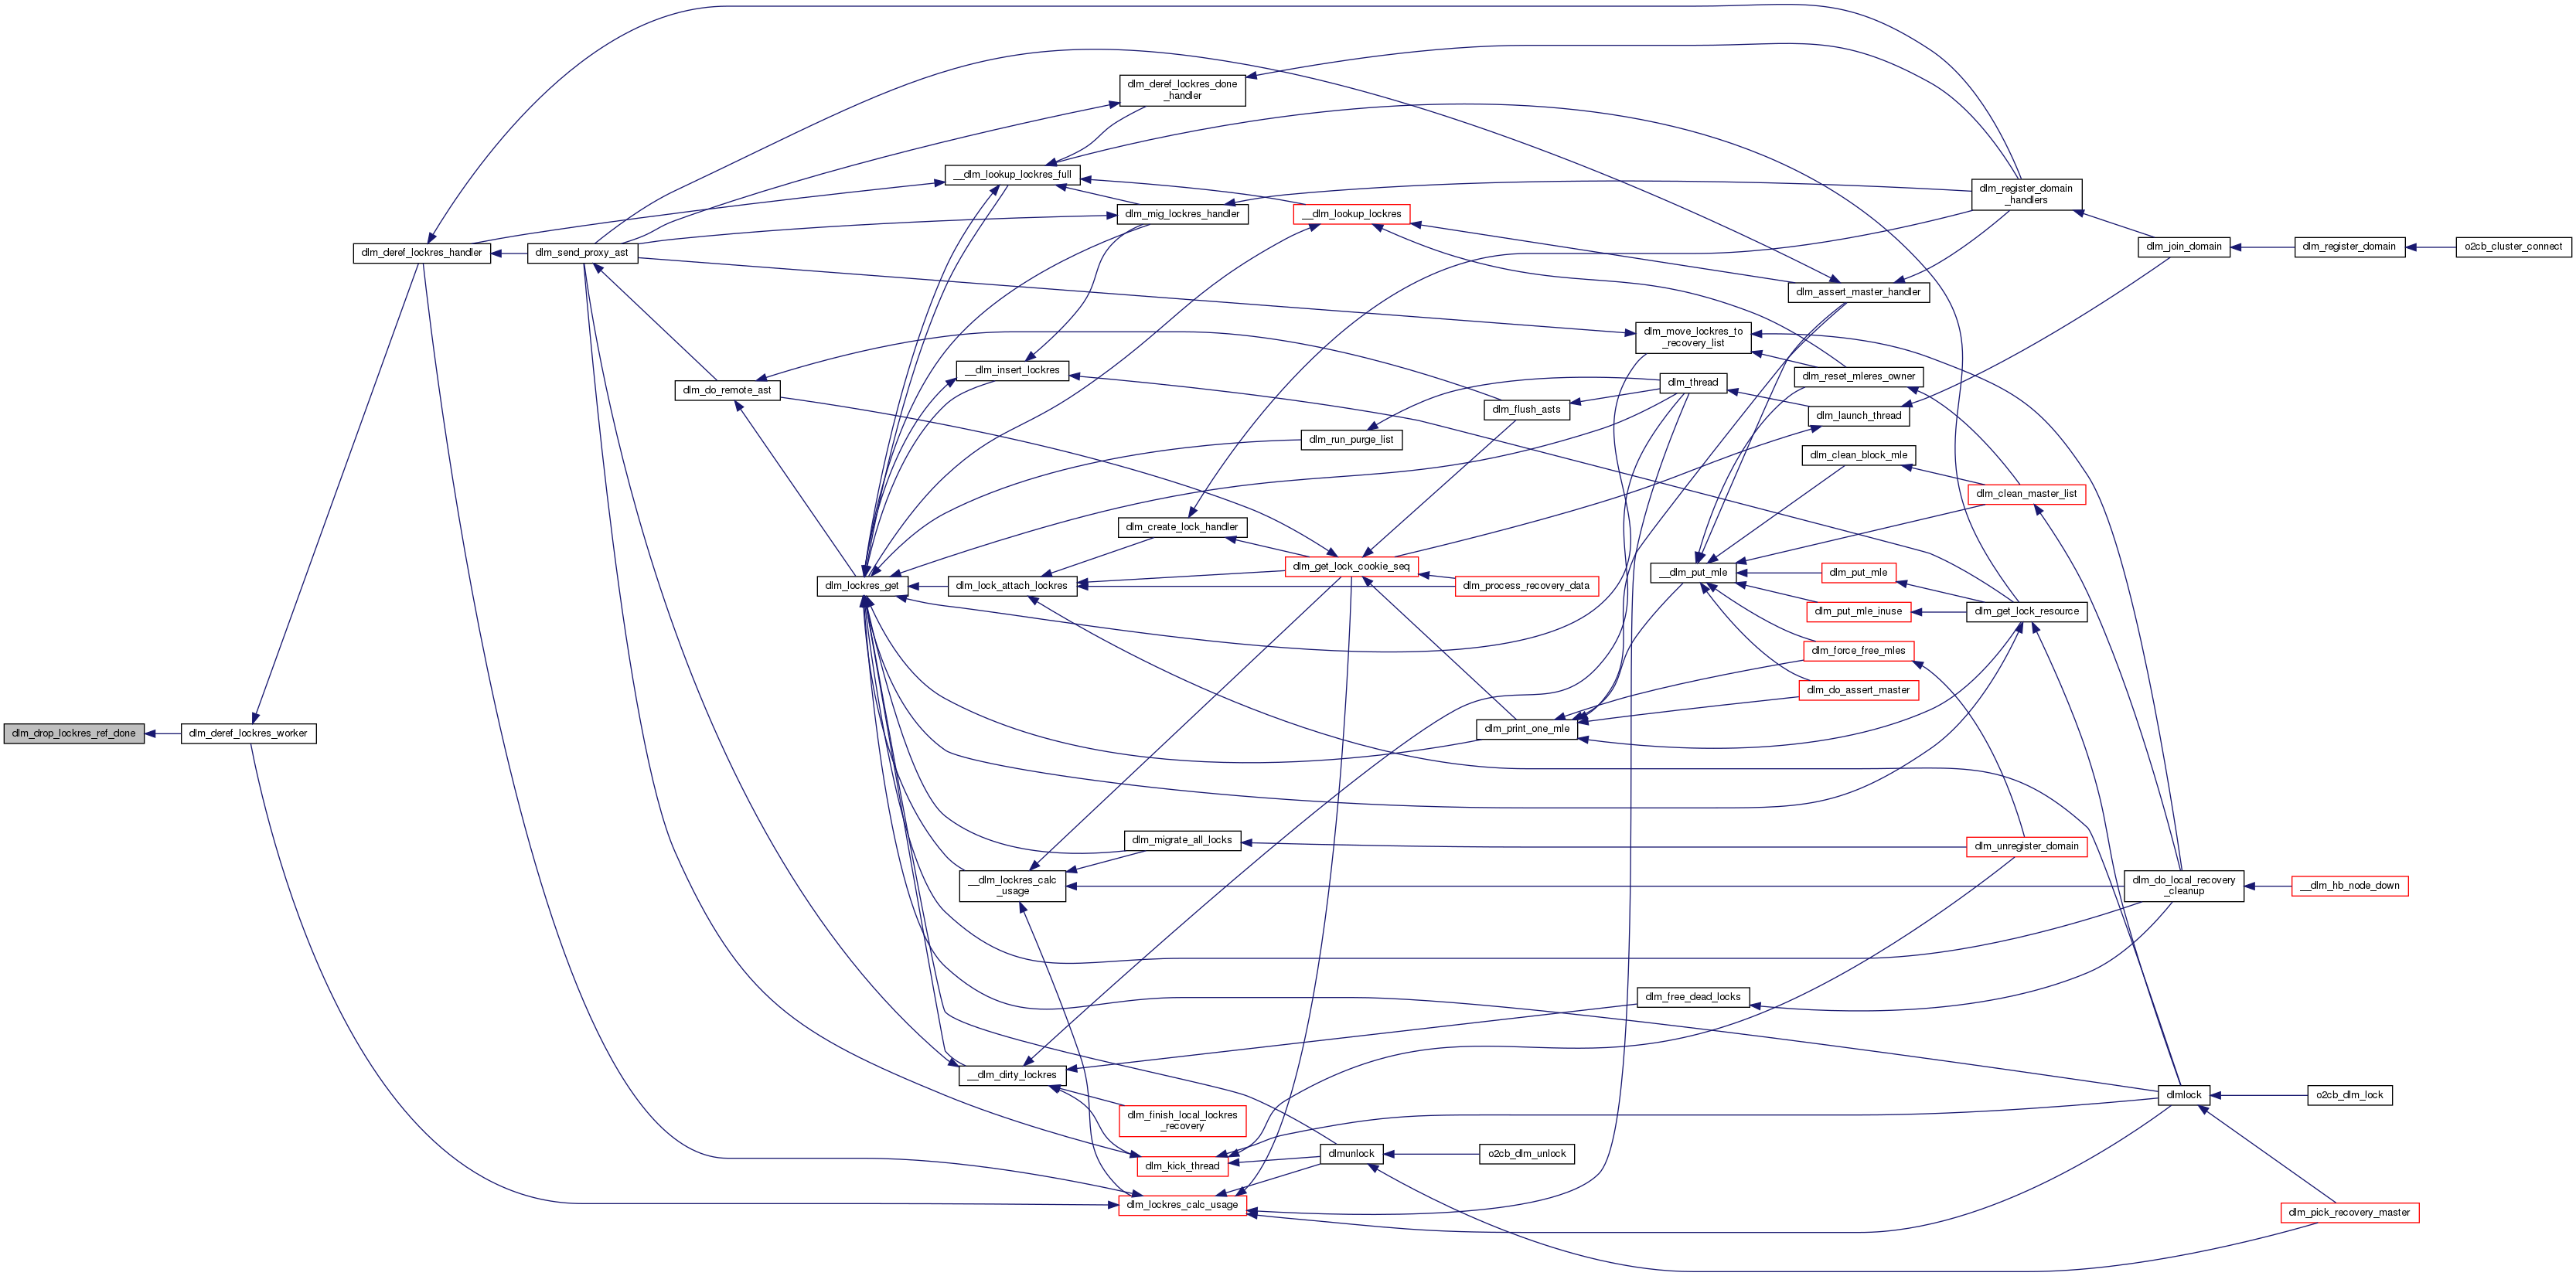 dlm_deref_lockres_done
_handler
__dlm_lookup_lockres_full
dlm_register_domain
_handlers
dlm_mig_lockres_handler
__dlm_lookup_lockres
dlm_deref_lockres_handler
dlm_send_proxy_ast
dlm_join_domain
dlm_register_domain
o2cb_cluster_connect
dlm_assert_master_handler
dlm_move_lockres_to
_recovery_list
__dlm_insert_lockres
dlm_reset_mleres_owner
dlm_do_remote_ast
dlm_thread
dlm_flush_asts
dlm_launch_thread
dlm_run_purge_list
dlm_clean_block_mle
dlm_clean_master_list
dlm_create_lock_handler
dlm_get_lock_cookie_seq
__dlm_put_mle
dlm_put_mle
dlm_lockres_get
dlm_lock_attach_lockres
dlm_process_recovery_data
dlm_put_mle_inuse
dlm_get_lock_resource
dlm_force_free_mles
dlm_do_assert_master
dlm_print_one_mle
dlm_drop_lockres_ref_done
dlm_deref_lockres_worker
dlm_migrate_all_locks
dlm_unregister_domain
__dlm_lockres_calc
_usage
dlm_do_local_recovery
_cleanup
__dlm_hb_node_down
dlm_free_dead_locks
__dlm_dirty_lockres
dlmlock
o2cb_dlm_lock
dlm_finish_local_lockres
_recovery
dlmunlock
o2cb_dlm_unlock
dlm_kick_thread
dlm_lockres_calc_usage
dlm_pick_recovery_master